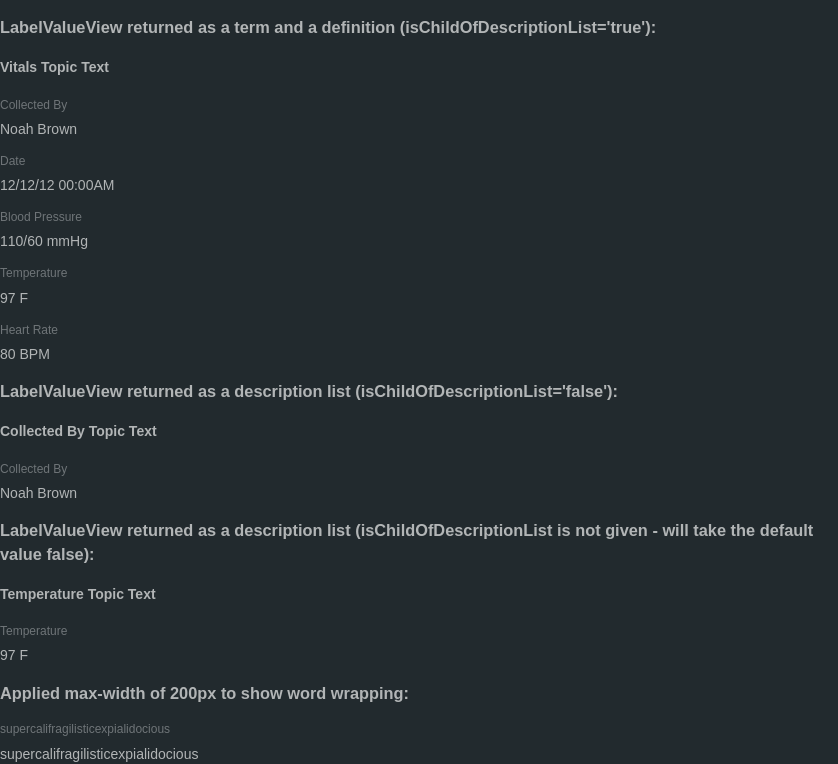 LabelValueView returned as a term and a definition (isChildOfDescriptionList='true'):
Vitals Topic Text
Collected By
Noah Brown
Date
12/12/12 00:00AM
Blood Pressure
110/60 mmHg
Temperature
97 F
Heart Rate
80 BPM
LabelValueView returned as a description list (isChildOfDescriptionList='false'):
Collected By Topic Text
Collected By
Noah Brown
LabelValueView returned as a description list (isChildOfDescriptionList is not given - will take the default
value false):
Temperature Topic Text
Temperature
97 F
Applied max-width of 200px to show word wrapping:
supercalifragilisticexpialidocious
supercalifragilisticexpialidocious